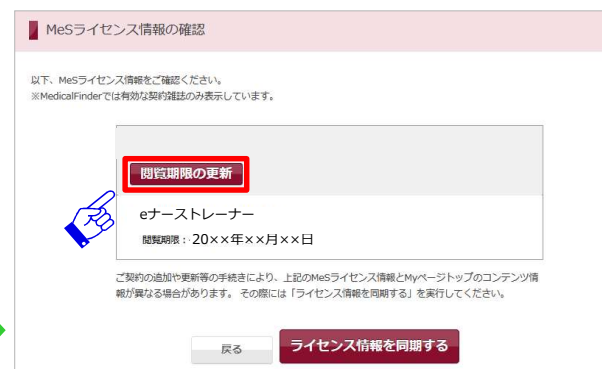 MeSライセンス情報の確認
以下、MeSライセンス情報をご確認ください。
※MedicalFinderでは有効な契約雑誌のみ表示しています。
閲覧期限の更新
eナーストレーナー
閲覧期限：20××年××月××日
ご契約の追加や更新等の手続きにより、上記のMeSライセンス情報とMyページトップのコンテンツ情
報が異なる場合があります。 その際には「ライセンス情報を同期する」を実行してください。
戻る
ライセンス情報を同期する